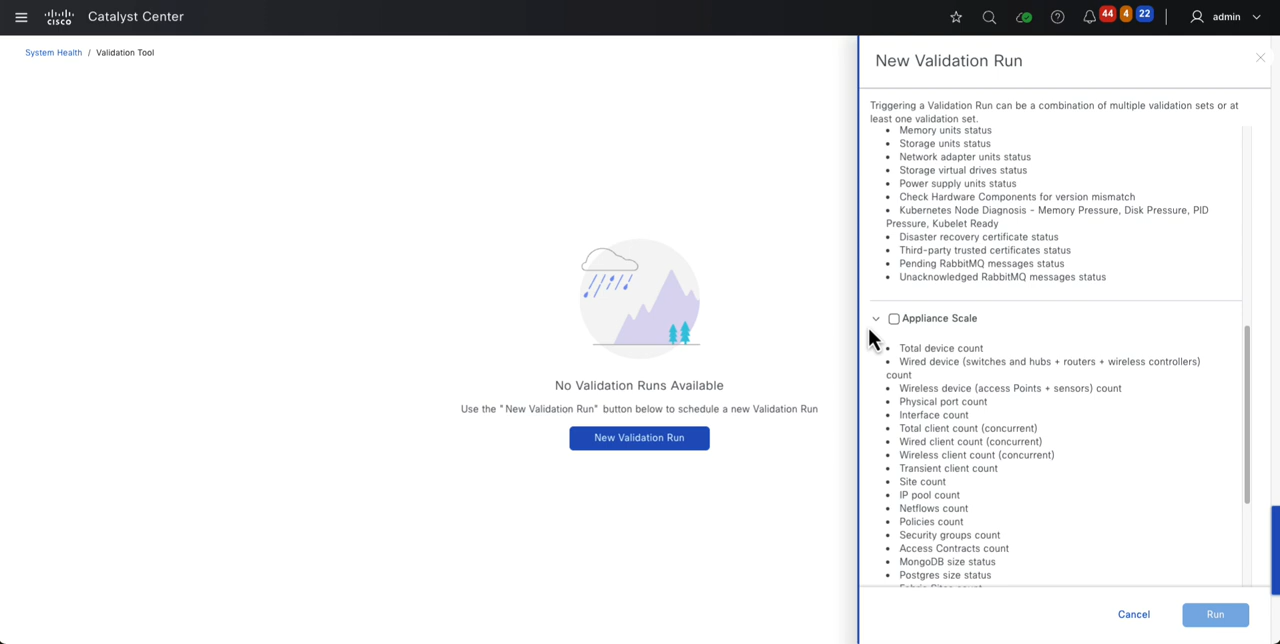 cisco Catalyst Center 44 4 22 admin
System Health / Validation Tool
New Validation Run
Triggering a Validation Run can be a combination of multiple validation sets or at
least one validation set.
• Memory units status
• Storage units status
• Network adapter units status
• Storage virtual drives status
• Power supply units status
• Check Hardware Components for version mismatch
• Kubernetes Node Diagnosis - Memory Pressure, Disk Pressure, PID
Pressure, Kubelet Ready
• Disaster recovery certificate status
• Third-party trusted certificates status
• Pending RabbitMQ messages status
• Unacknowledged RabbitMQ messages status
Appliance Scale
• Total device count
• Wired device (switches and hubs + routers + wireless controllers)
count
• Wireless device (access Points + sensors) count
• Physical port count
• Interface count
• Total client count (concurrent)
• Wired client count (concurrent)
• Wireless client count (concurrent)
• Transient client count
• Site count
• IP pool count
• Netflows count
• Policies count
• Security groups count
• Access Contracts count
• MongoDB size status
• Postgres size status
Cancel Run
No Validation Runs Available
Use the "New Validation Run" button below to schedule a new Validation Run
New Validation Run